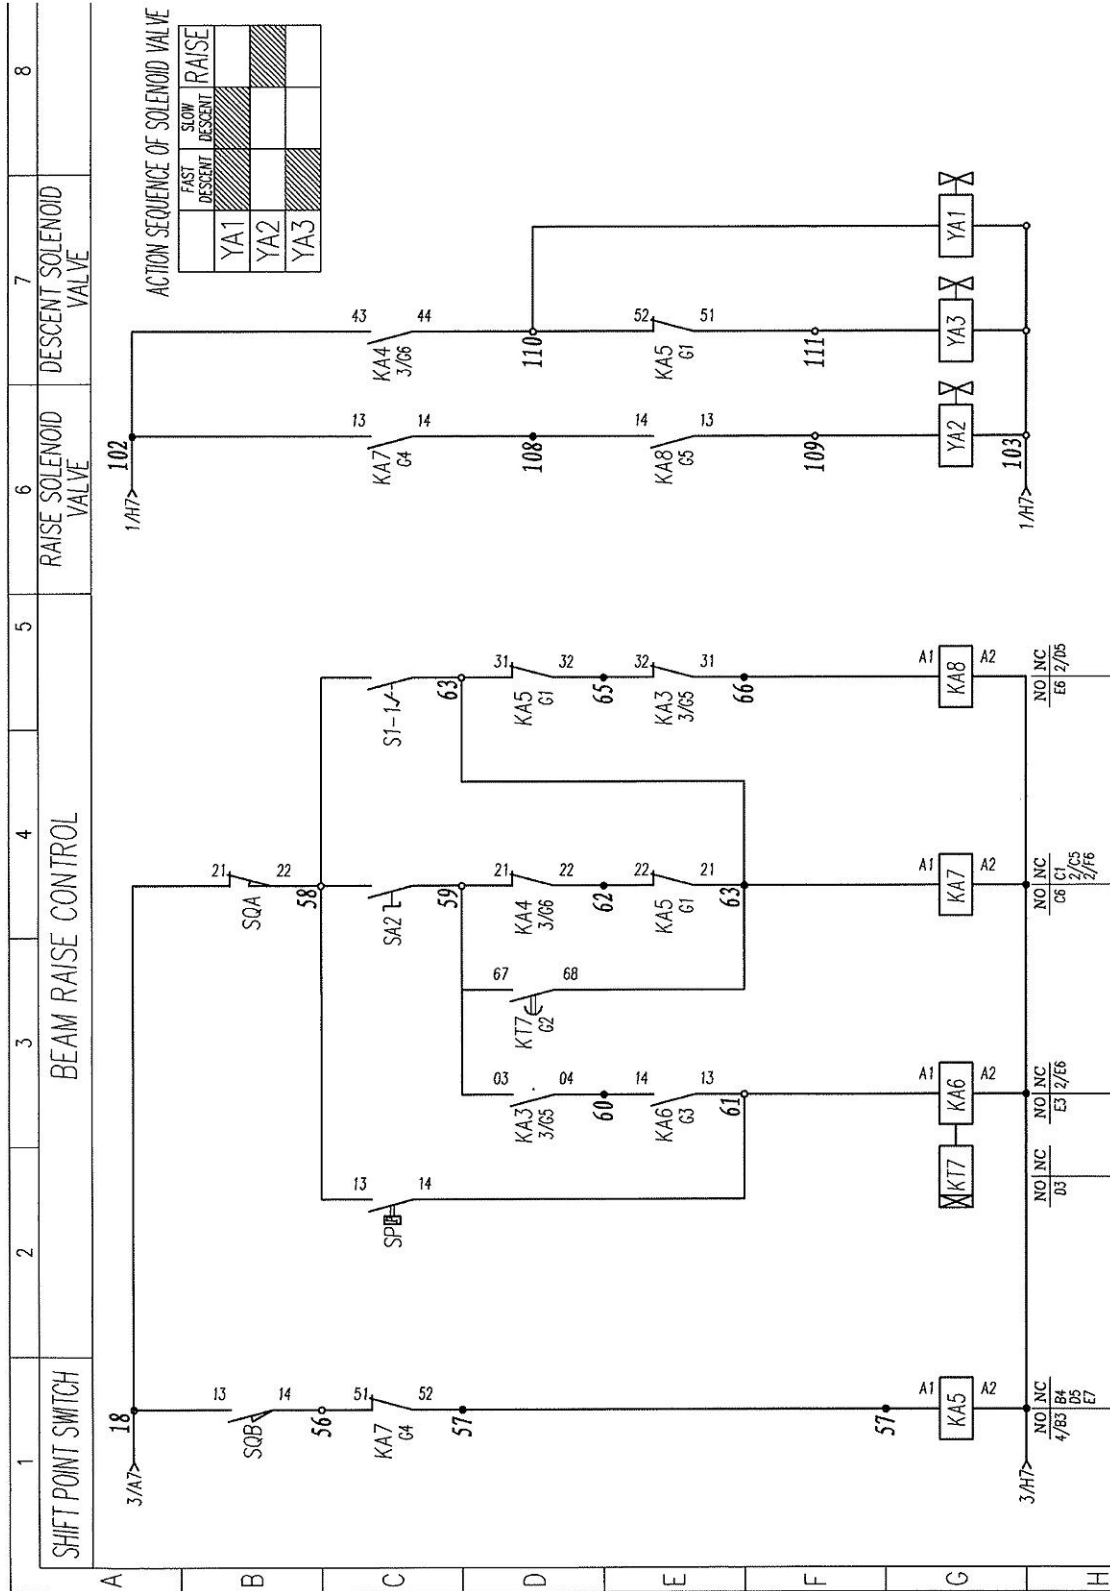 1 2 3 4 5 6 7 8
SHIFT POINT SWITCH
BEAM RAISE CONTROL
RAISE SOLENOID
VALVE
DESCENT SOLENOID
VALVE
A
B
C
D
E
F
G
H
3/A7>
18
13
SQB
14
56
51
KA7
G4
52
57
57
A1
KA5
A2
3/H7>
NO NC
4/B3 B4
D5
E7
13
SP
14
KT7
NO NC
D3
03
KA3
3/G5
04
60
14
KA6
G3
13
61
A1
KA6
A2
NO NC
E3 2/E6
67
KT7
G2
68
21
SQA
22
58
SA2
59
21
KA4
3/G6
22
62
22
KA5
G1
21
63
A1
KA7
A2
NO NC
C6 C1
2/C5
2/F6
S1-1
63
31
KA5
G1
32
65
32
KA3
3/G5
31
66
A1
KA8
A2
NO NC
E6 2/D5
1/H7>
102
13
KA7
G4
14
108
14
KA8
G5
13
109
YA2
103
1/H7>
43
KA4
3/G6
44
110
52
KA5
G1
51
111
YA3
YA1
ACTION SEQUENCE OF SOLENOID VALVE
FAST
DESCENT
SLOW
DESCENT
RAISE
YA1
YA2
YA3